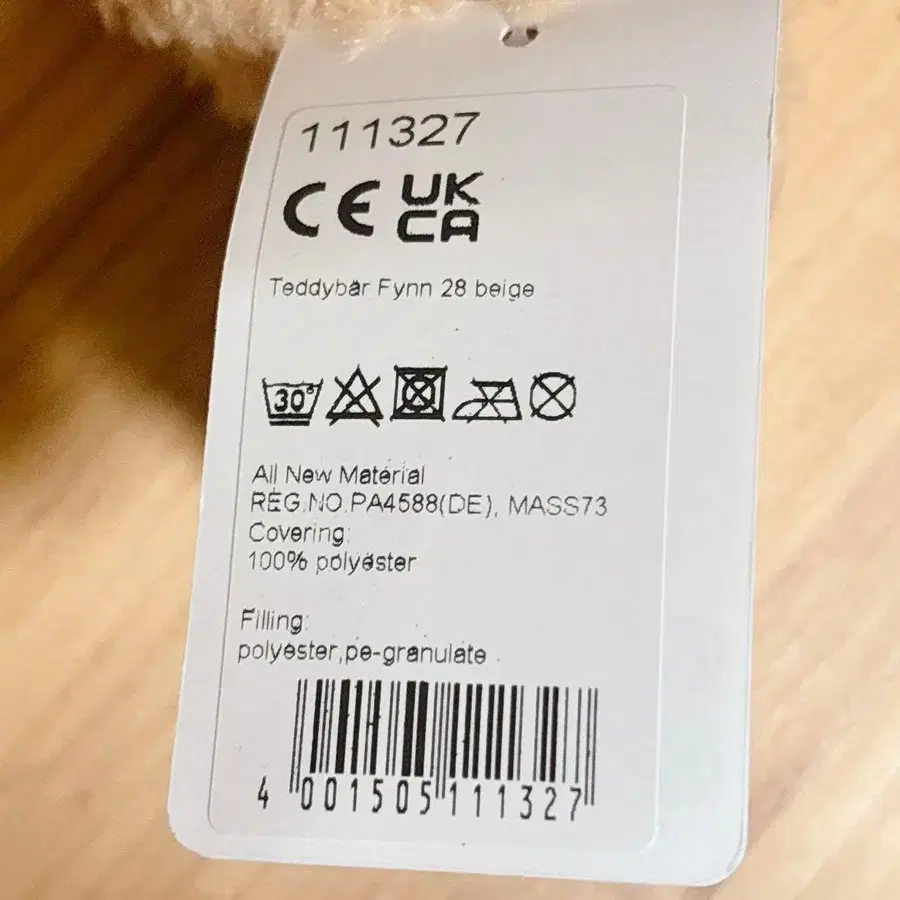 111327
CE UK
CA
Teddybär Fynn 28 beige
30°
All New Material
REG.NO.PA4588(DE), MASS73
Covering:
100% polyester
Filling:
polyester,pe-granulate
4 001505 111327